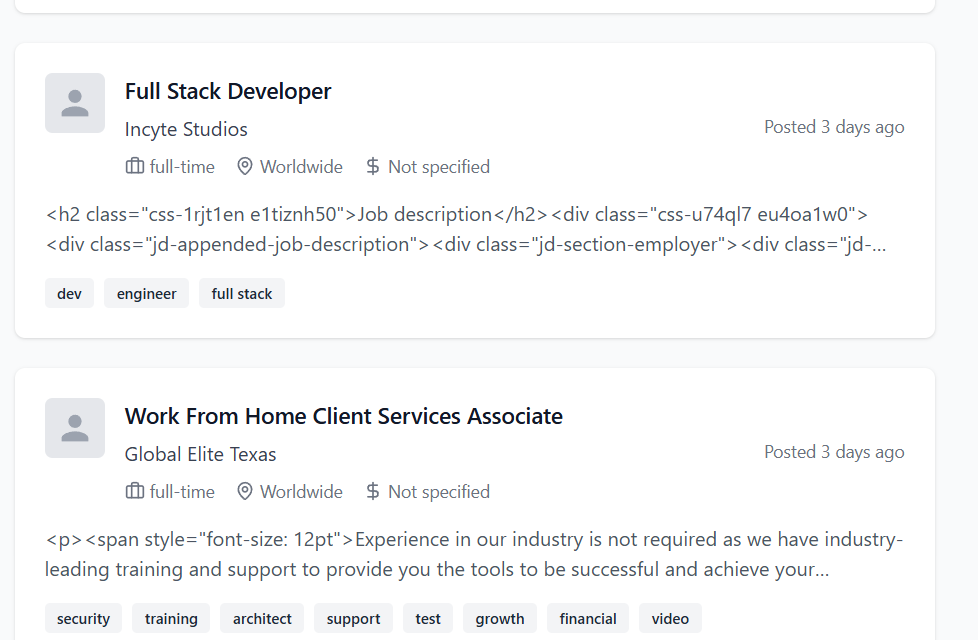 Full Stack Developer
Incyte Studios
Posted 3 days ago
full-time Worldwide $ Not specified
<h2 class="css-1rjt1en e1tiznh50">Job description</h2><div class="css-u74ql7 eu4oa1w0">
<div class="jd-appended-job-description"><div class="jd-section-employer"><div class="jd-...
dev engineer full stack
Work From Home Client Services Associate
Global Elite Texas
Posted 3 days ago
full-time Worldwide $ Not specified
<p><span style="font-size: 12pt">Experience in our industry is not required as we have industry-
leading training and support to provide you the tools to be successful and achieve your...
security training architect support test growth financial video